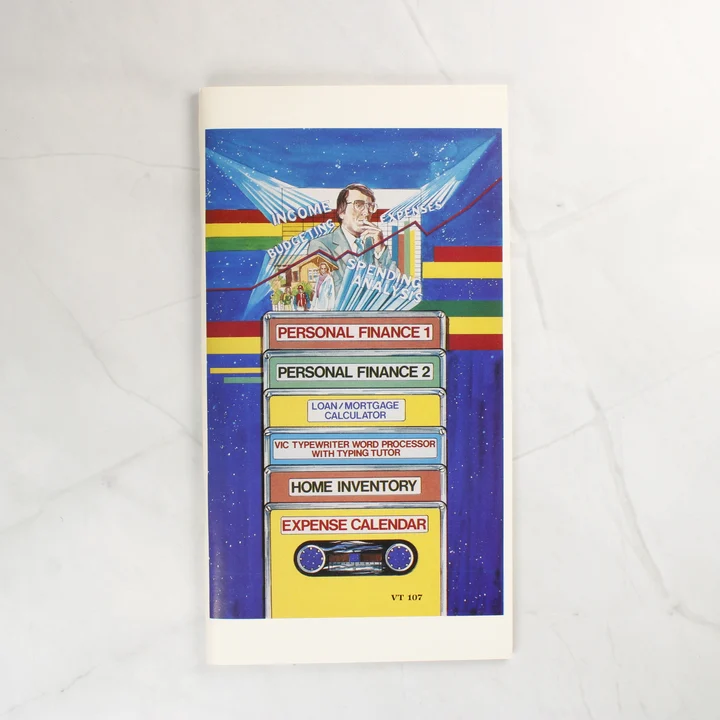 INCOME
EXPENSES
BUDGETING
SPENDING
ANALYSIS
PERSONAL FINANCE 1
PERSONAL FINANCE 2
LOAN/MORTGAGE
CALCULATOR
VIC TYPEWRITER WORD PROCESSOR
WITH TYPING TUTOR
HOME INVENTORY
EXPENSE CALENDAR
VT 107